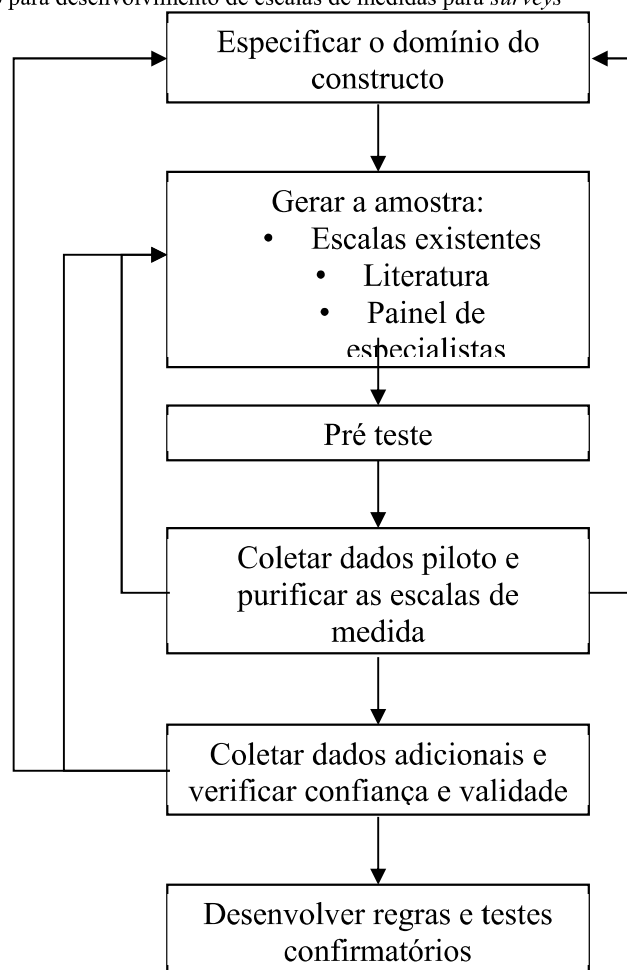 para desenvolvimento de escalas de medidas para surveys
Especificar o domínio do
constructo
Gerar a amostra:
• Escalas existentes
• Literatura
• Painel de
especialistas
Pré teste
Coletar dados piloto e
purificar as escalas de
medida
Coletar dados adicionais e
verificar confiança e validade
Desenvolver regras e testes
confirmatórios